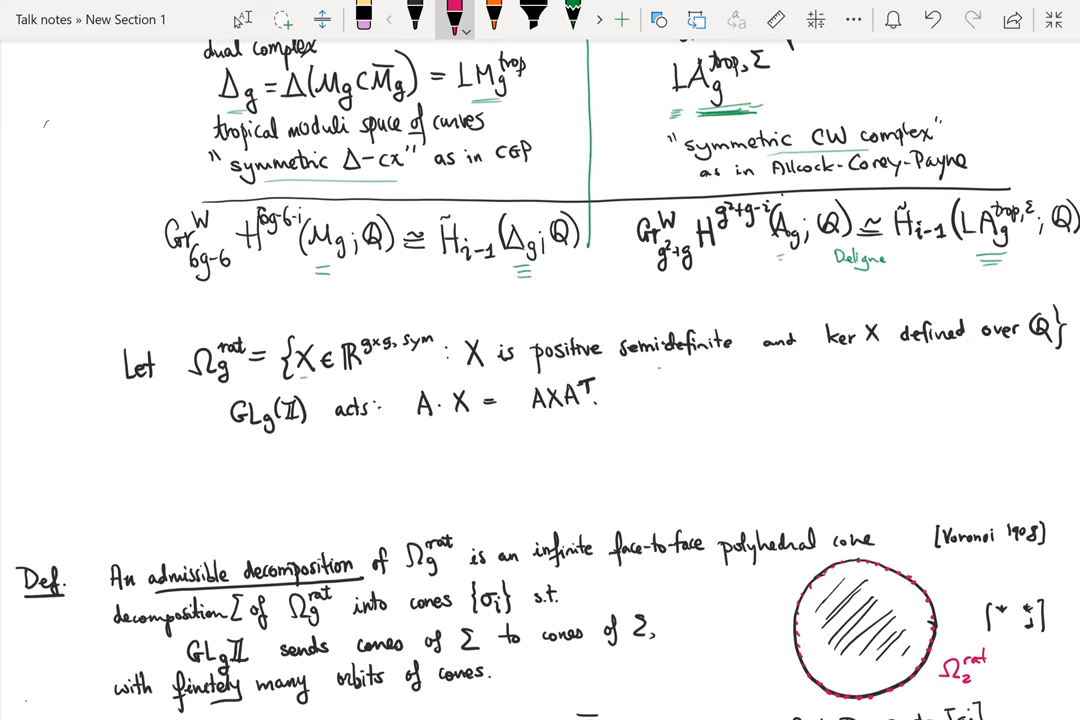 Talk notes » New Section 1
dual complex
Δg = Δ(Mg ⊂ M̄g) = LMg^trop
tropical moduli space of curves
"symmetric Δ-cx" as in CGP
LAg^trop,Σ
"symmetric CW complex"
as in Allcock-Corey-Payne
Gr^W_6g-6 H^6g-6-i(Mg; Q) ≅ H̃i-1(Δg; Q)
Gr^W_g²+g H^g²+g-i(Ag; Q) ≅ H̃i-1(LAg^trop,Σ; Q)
Deligne
Let Ωg^rat = {X ∈ R^g×g, sym : X is positive semidefinite and ker X defined over Q}
GLg(Z) acts: A · X = AXA^T.
Def. An admissible decomposition of Ωg^rat is an infinite face-to-face polyhedral cone
[Voronoi 1908]
decomposition Σ of Ωg^rat into cones {σi} s.t.
GLg Z sends cones of Σ to cones of Σ,
with finetely many orbits of cones.
Ω2^rat